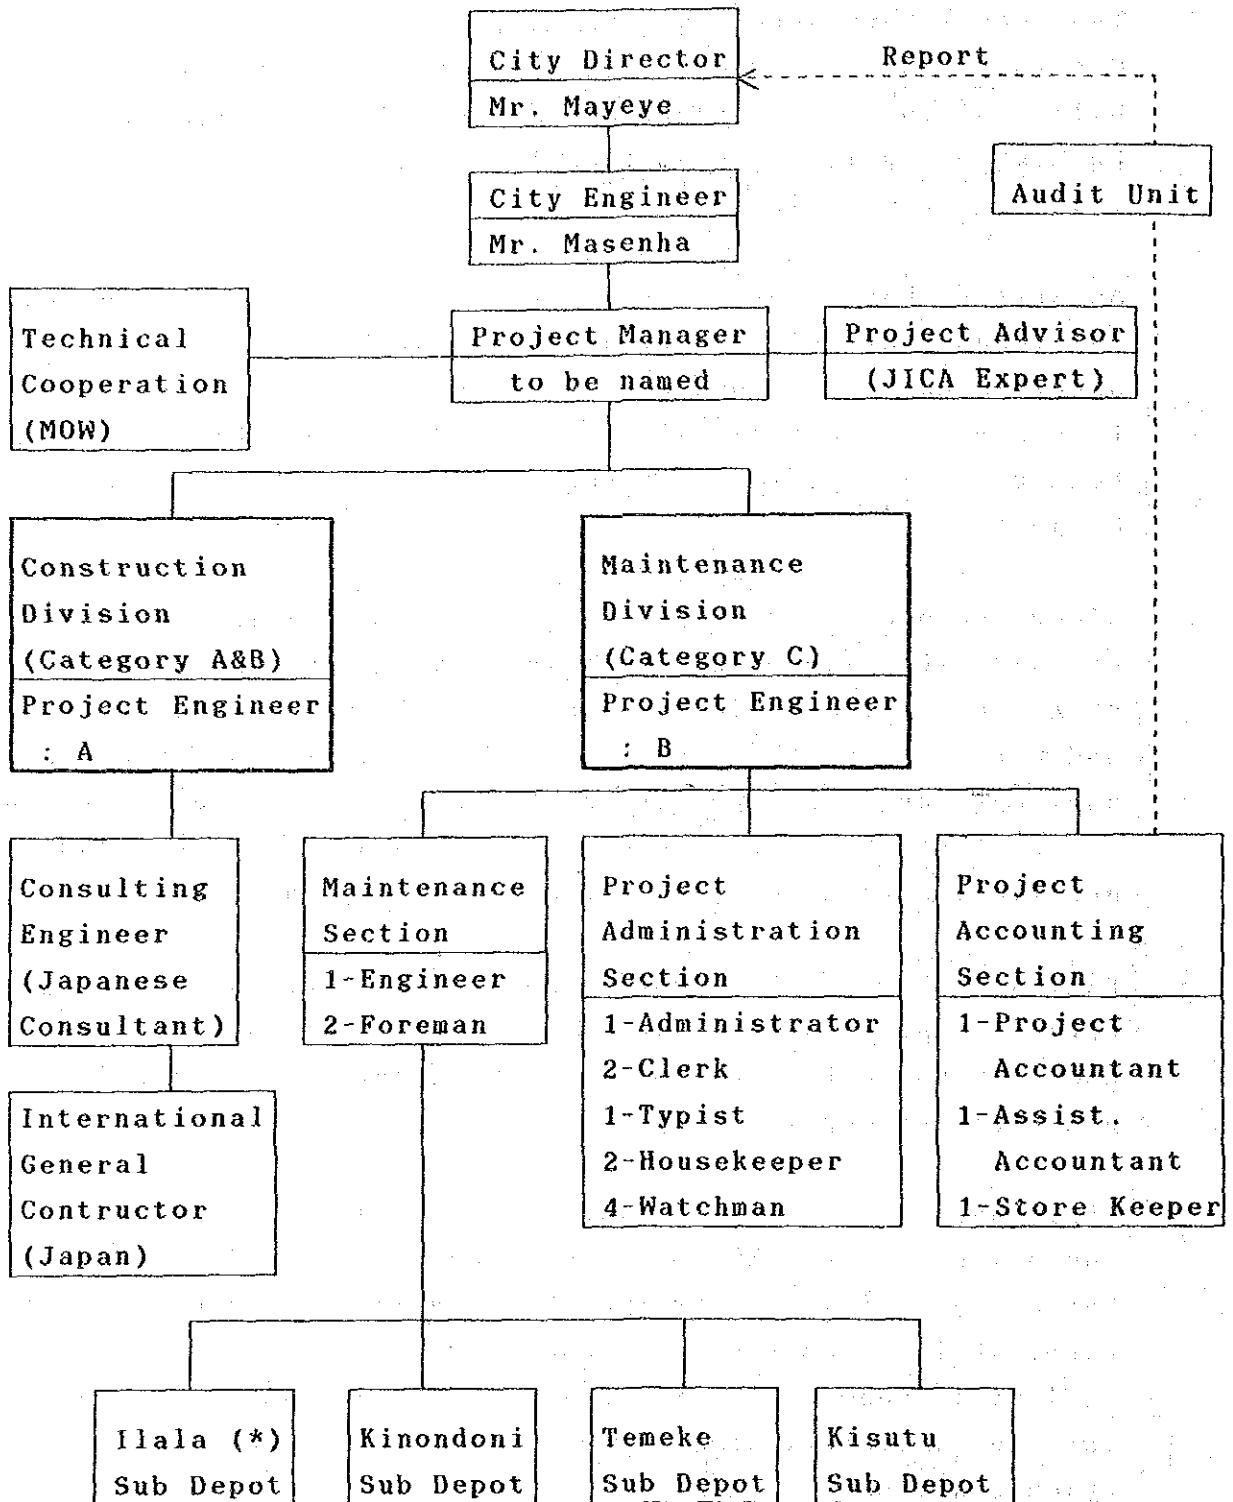 City Director
Mr. Mayeye
Report
Audit Unit
City Engineer
Mr. Masenha
Technical
Cooperation
(MOW)
Project Manager
to be named
Project Advisor
(JICA Expert)
Construction
Division
(Category A&B)
Project Engineer
: A
Maintenance
Division
(Category C)
Project Engineer
: B
Consulting
Engineer
(Japanese
Consultant)
International
General
Contructor
(Japan)
Maintenance
Section
1-Engineer
2-Foreman
Project
Administration
Section
1-Administrator
2-Clerk
1-Typist
2-Housekeeper
4-Watchman
Project
Accounting
Section
1-Project
Accountant
1-Assist.
Accountant
1-Store Keeper
Ilala (*)
Sub Depot
Kinondoni
Sub Depot
Temeke
Sub Depot
Kisutu
Sub Depot